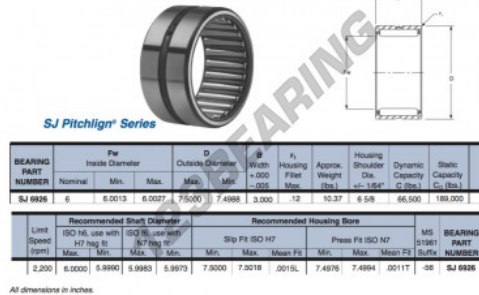 r₁
Fw
D
SJ Pitchlign® Series
123BEARING
BEARING PART NUMBER
Fw Inside Diameter
D Outside Diameter
B Width +.000 -.005
r₁ Housing Fillet Max.
Approx. Weight (lbs.)
Housing Shoulder Dia. +/- 1/64"
Dynamic Capacity C (lbs.)
Static Capacity C₀ (lbs.)
Nominal Min. Max. Max. Min.
SJ 6926 6 6.0013 6.0027 7.5000 7.4988 3.000 .12 10.37 6 5/8 66,500 189,000
Limit Speed (rpm)
Recommended Shaft Diameter
Recommended Housing Bore
ISO h6, use with H7 hsg fit
ISO f6, use with N7 hsg fit
Slip Fit ISO H7
Press Fit ISO N7
MS 51961 Suffix
BEARING PART NUMBER
Max. Min. Max. Min. Min. Max. Mean Fit Min. Max. Mean Fit
2,200 6.0000 5.9990 5.9983 5.9973 7.5000 7.5018 .0015L 7.4976 7.4994 .0011T -56 SJ 6926
All dimensions in inches.